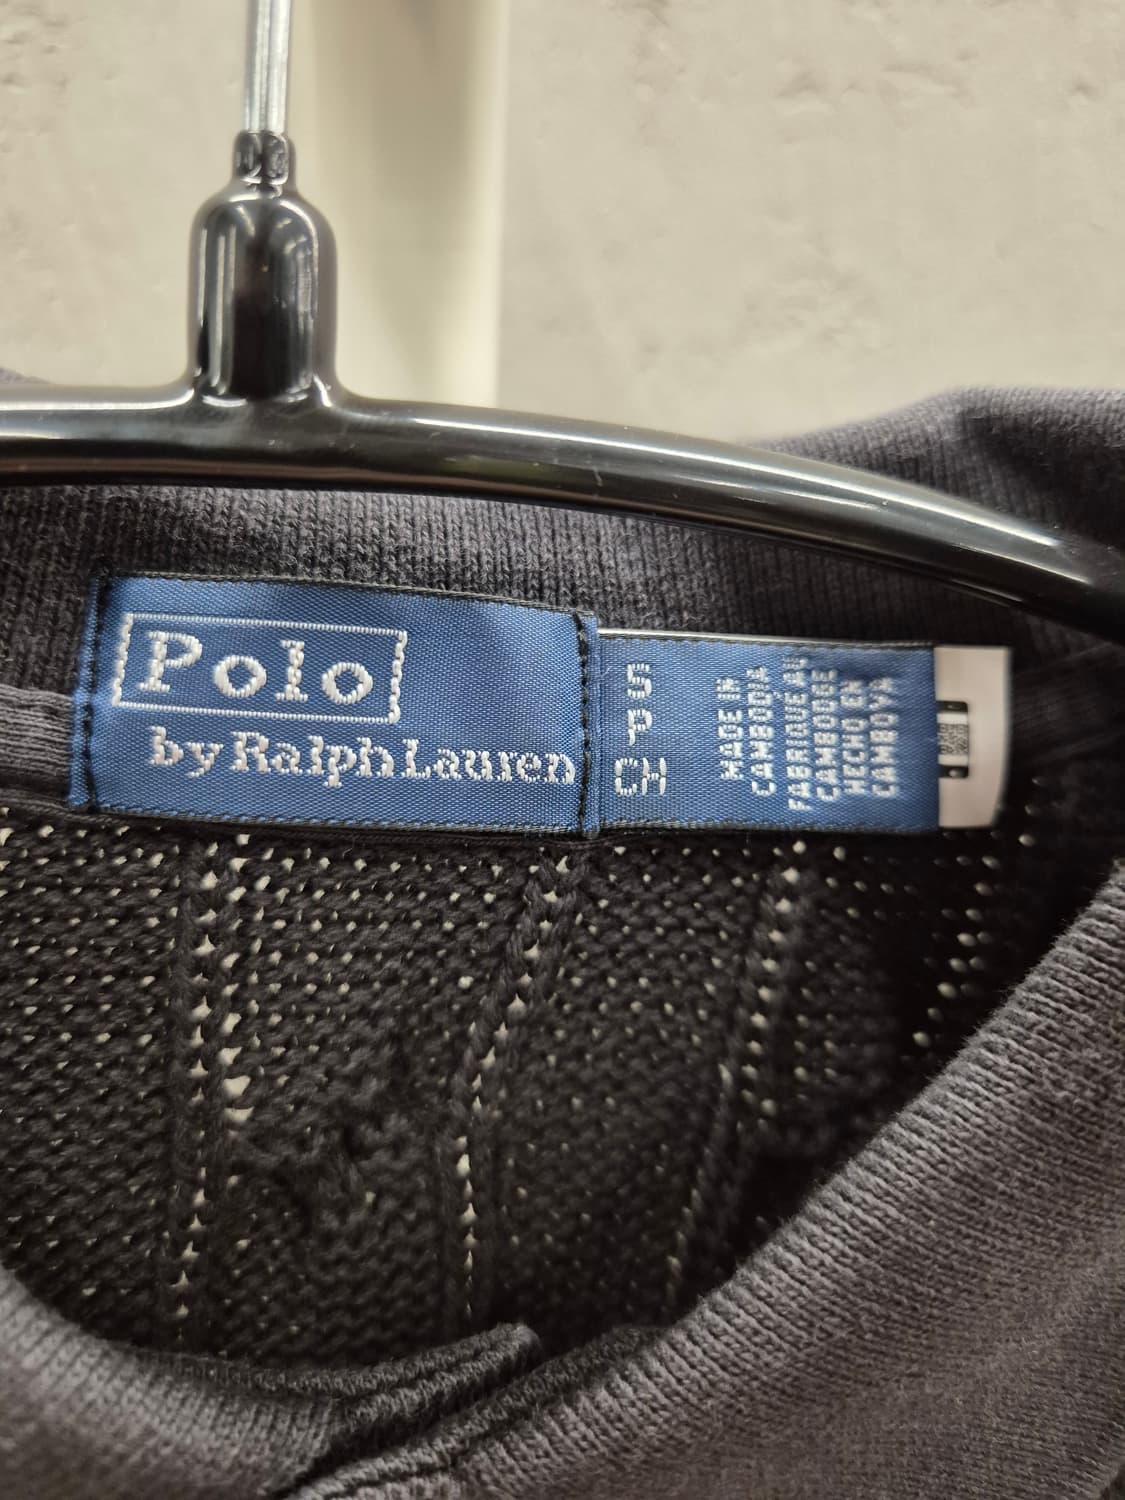 Polo
by Ralph Lauren
S
P
CH
MADE IN
CAMBODIA
FABRIQUÉ AU
CAMBODGE
HECHO EN
CAMBOYA